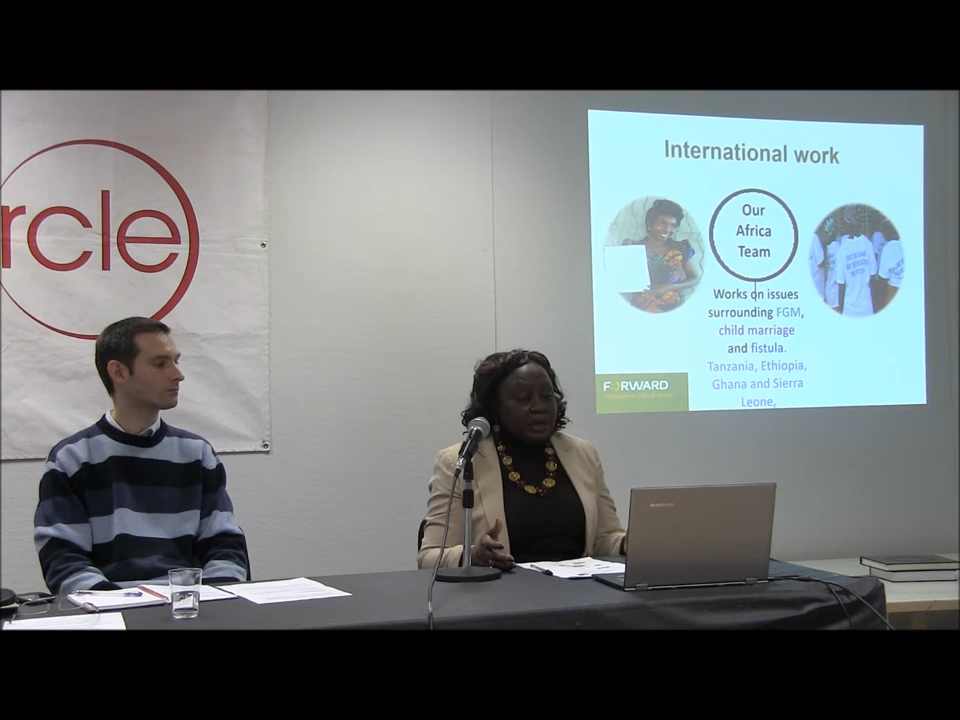 rcle
International work
Our
Africa
Team
Works on issues
surrounding FGM,
child marriage
and fistula.
Tanzania, Ethiopia,
Ghana and Sierra
Leone,
FORWARD